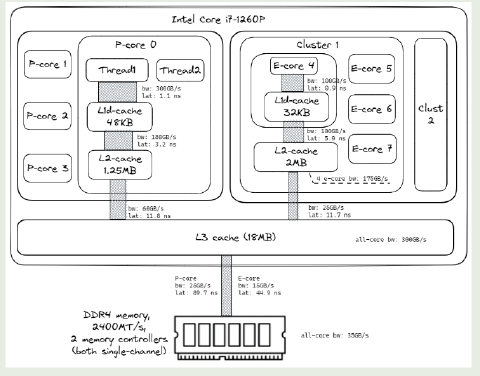 Intel Core i7-1260P
P-core 0
Cluster 1
P-core 1
Thread1
Thread2
bw: 300GB/s
lat: 1.1 ns
P-core 2
L1d-cache
48KB
bw: 180GB/s
lat: 3.2 ns
P-core 3
L2-cache
1.25MB
bw: 60GB/s
lat: 11.8 ns
E-core 4
bw: 100GB/s
lat: 0.9 ns
L1d-cache
32KB
bw: 100GB/s
lat: 5.9 ns
L2-cache
2MB
4 e-core bw: 175GB/s
bw: 26GB/s
lat: 11.7 ns
E-core 5
E-core 6
E-core 7
Clust
2
L3 cache (18MB)
all-core bw: 300GB/s
P-core
bw: 26GB/s
lat: 89.7 ns
E-core
bw: 16GB/s
lat: 44.9 ns
DDR4 memory,
2400MT/s,
2 memory controllers
(both single-channel)
all-core bw: 35GB/s